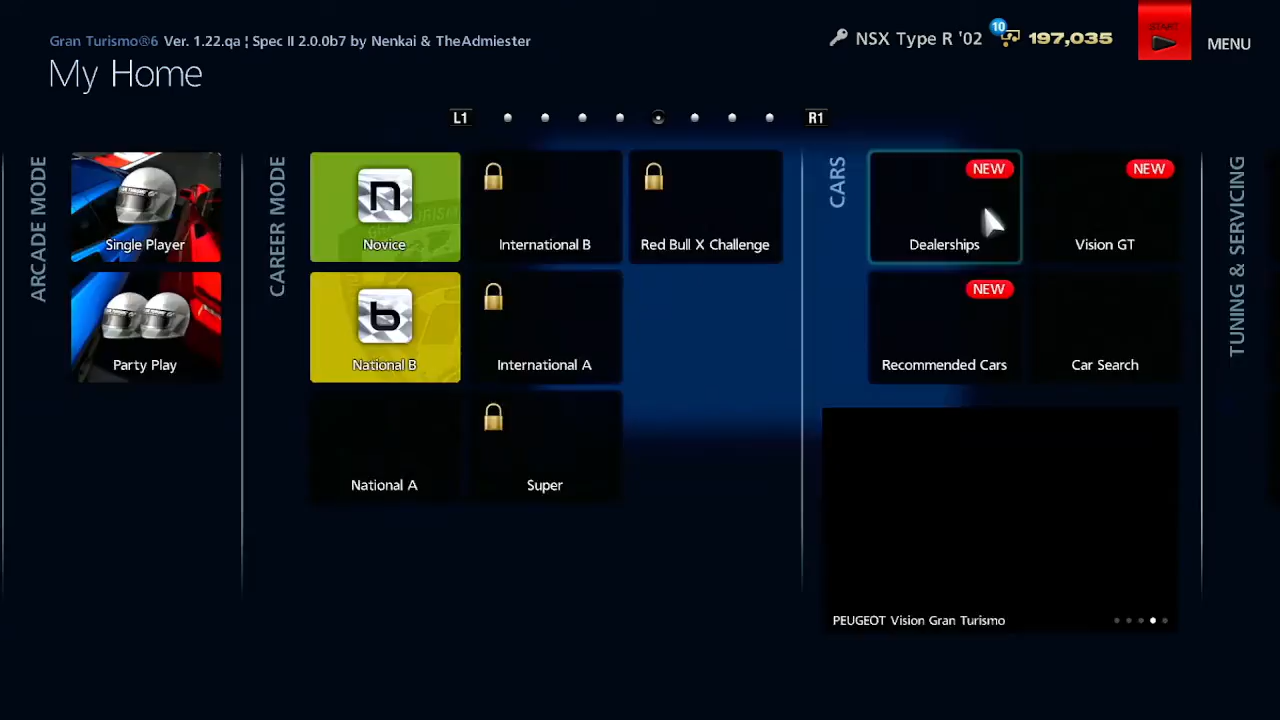 Gran Turismo®6 Ver. 1.22.qa ¦ Spec II 2.0.0b7 by Nenkai & TheAdmiester
My Home
NSX Type R '02
10
197,035
START
MENU
L1
R1
ARCADE MODE
Single Player
Party Play
CAREER MODE
n
Novice
International B
Red Bull X Challenge
b
National B
International A
National A
Super
CARS
NEW
Dealerships
NEW
Vision GT
NEW
Recommended Cars
Car Search
PEUGEOT Vision Gran Turismo
TUNING & SERVICING